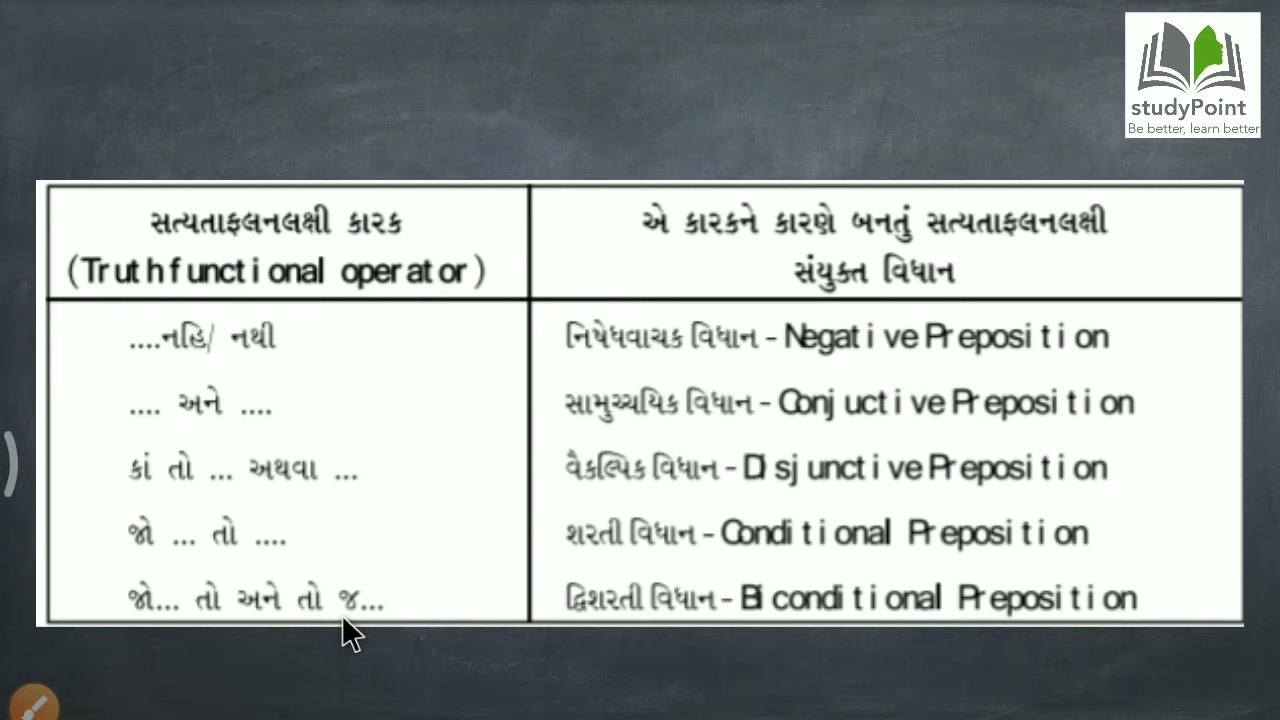 studyPoint
Be better, learn better
સત્યતાફલનલક્ષી કારક
(Truthfunctional operator)
એ કારકને કારણે બનતું સત્યતાફલનલક્ષી
સંયુક્ત વિધાન
....નહિ/ નથી
નિષેધવાચક વિધાન - Negative Preposition
.... અને ....
સામુચ્ચયિક વિધાન - Conjuctive Preposition
કાં તો ... અથવા ...
વૈકલ્પિક વિધાન - Disjunctive Preposition
જો ... તો ....
શરતી વિધાન - Conditional Preposition
જો... તો અને તો જ...
દ્વિશરતી વિધાન - Biconditional Preposition